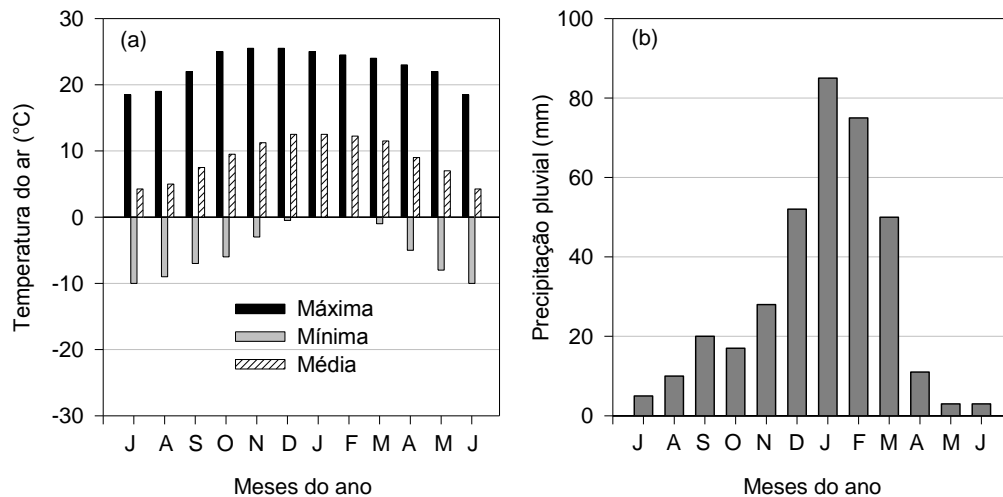 (a)
Temperatura do ar (°C)
30
20
10
0
-10
-20
-30
Máxima
Mínima
Média
J A S O N D J F M A M J
Meses do ano
(b)
Precipitação pluvial (mm)
100
80
60
40
20
0
J A S O N D J F M A M J
Meses do ano